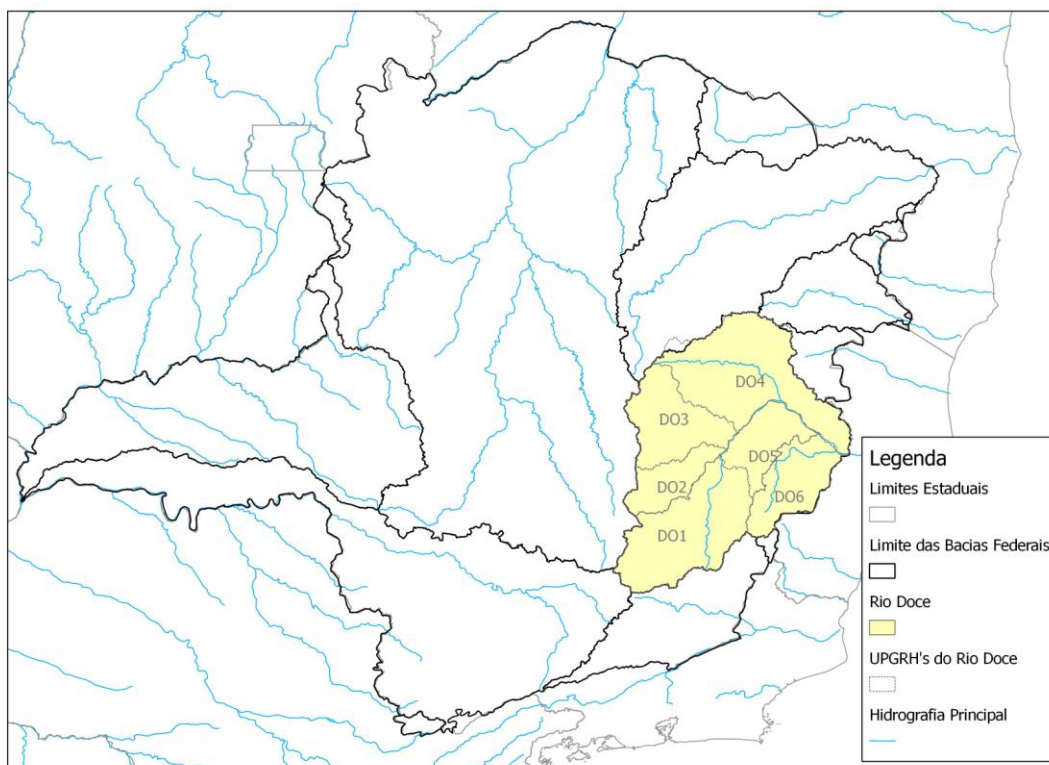 DO4
DO3
DO5
DO2
DO6
DO1
Legenda
Limites Estaduais
Limite das Bacias Federais
Rio Doce
UPGRH's do Rio Doce
Hidrografia Principal